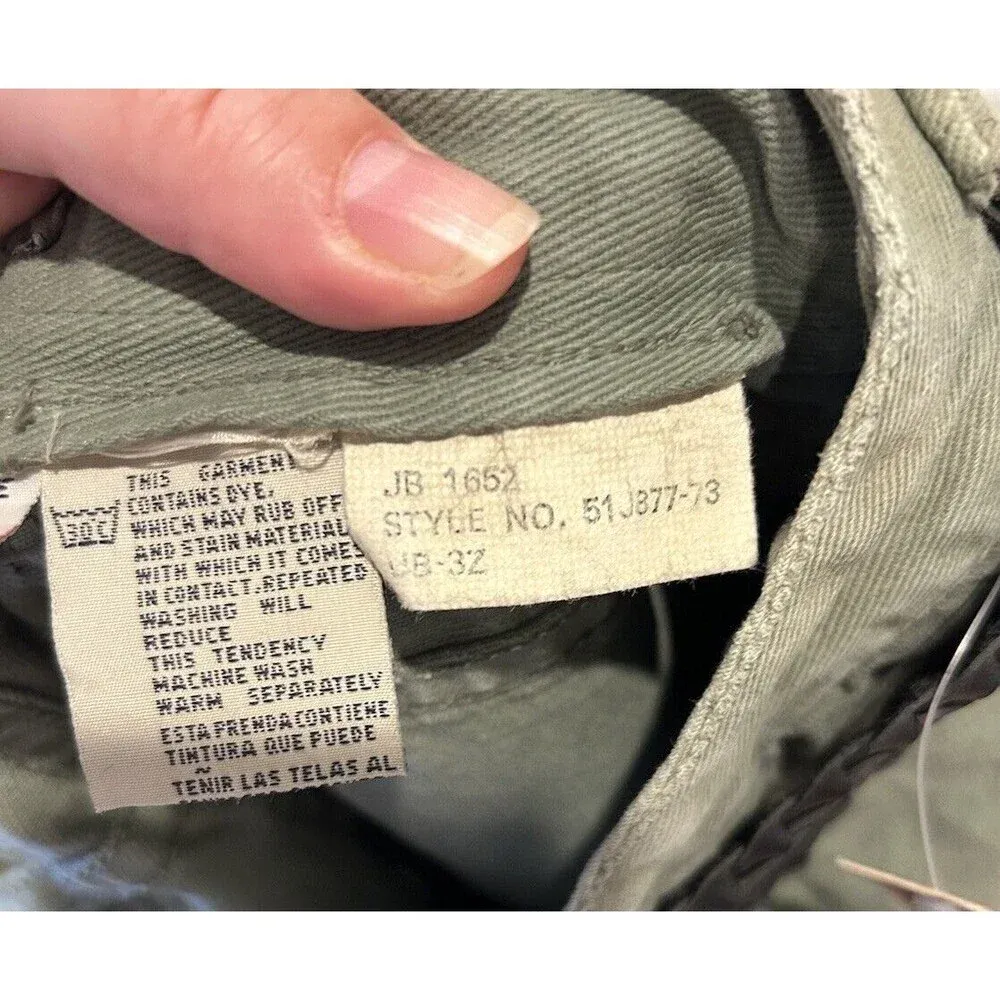 30C
THIS GARMENT
CONTAINS DYE,
WHICH MAY RUB OFF
AND STAIN MATERIAL
WITH WHICH IT COMES
IN CONTACT.REPEATED
WASHING WILL
REDUCE
THIS TENDENCY
MACHINE WASH
WARM SEPARATELY
ESTA PRENDA CONTIENE
TINTURA QUE PUEDE
TEÑIR LAS TELAS AL
JB 1652
STYLE NO. 51J877-73
JB-32